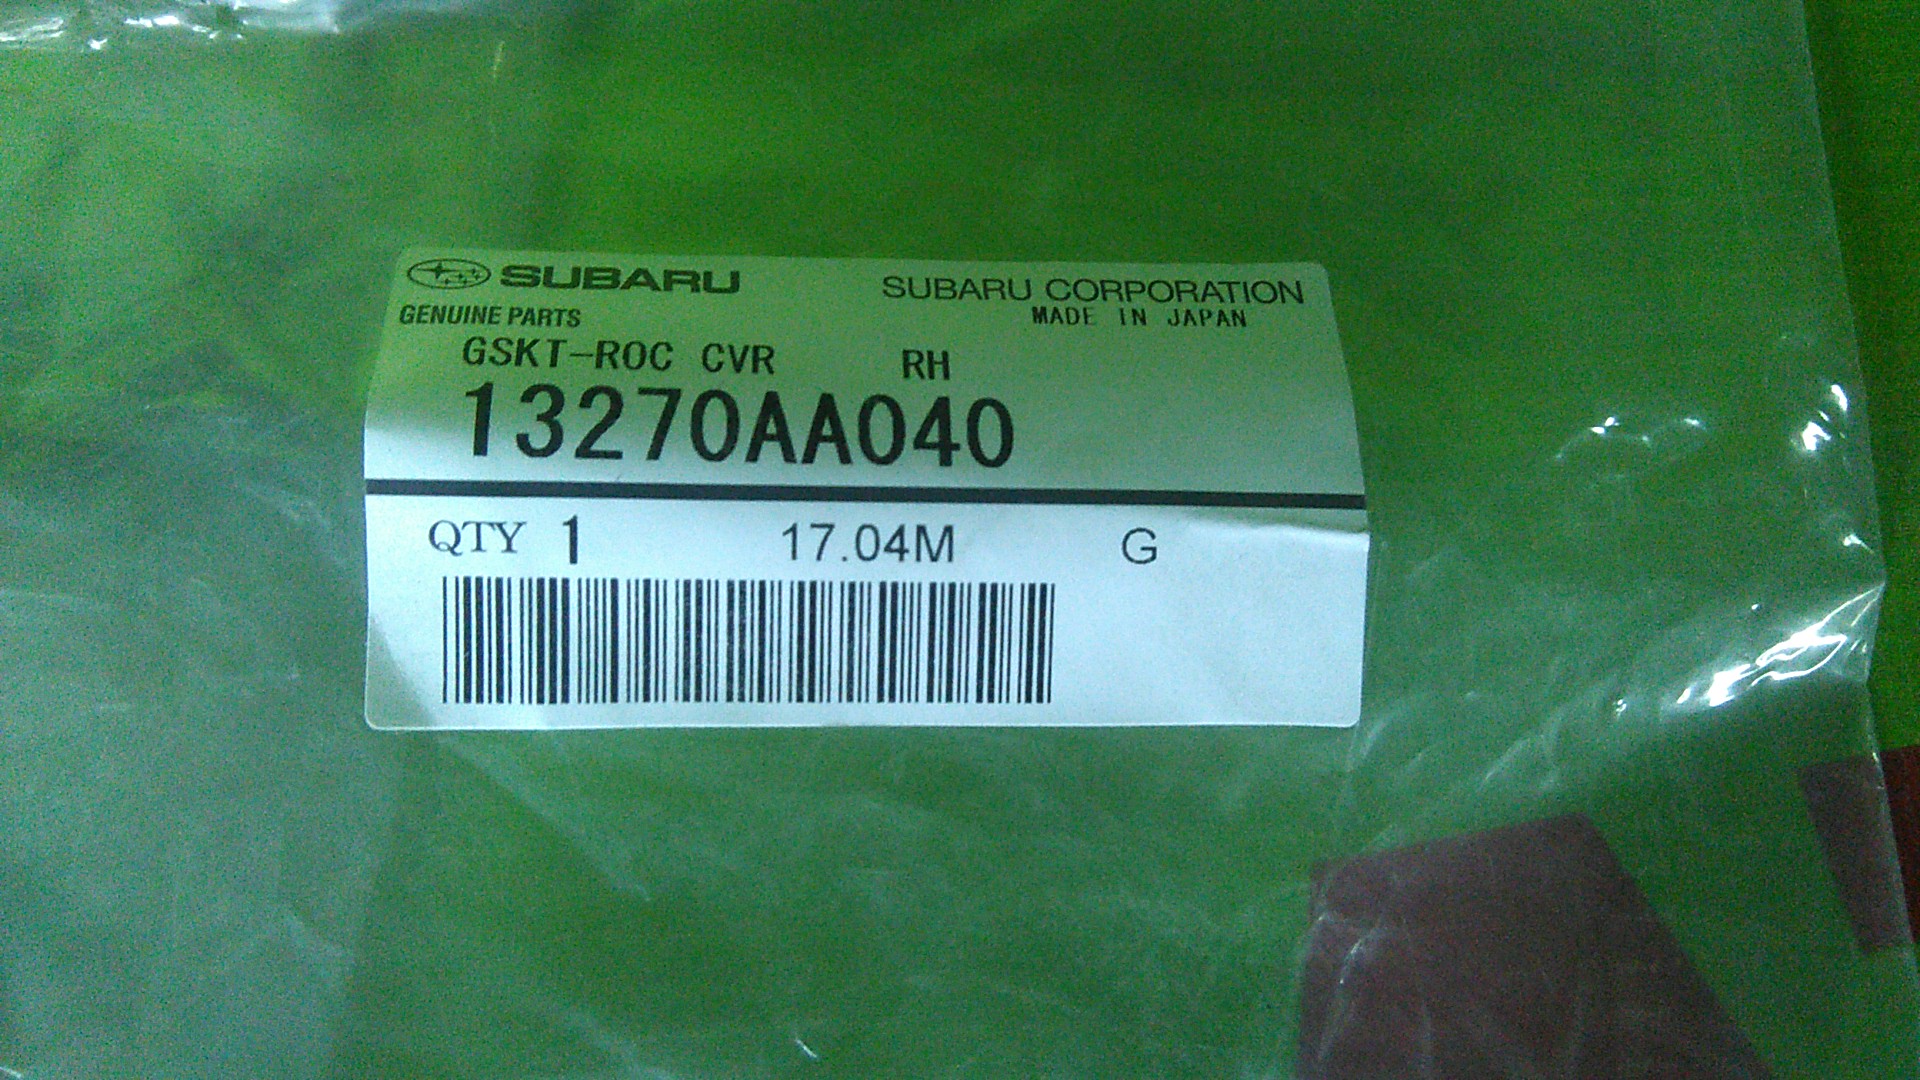 SUBARU SUBARU CORPORATION
GENUINE PARTS MADE IN JAPAN
GSKT-ROC CVR RH
13270AA040
QTY 1 17.04M G